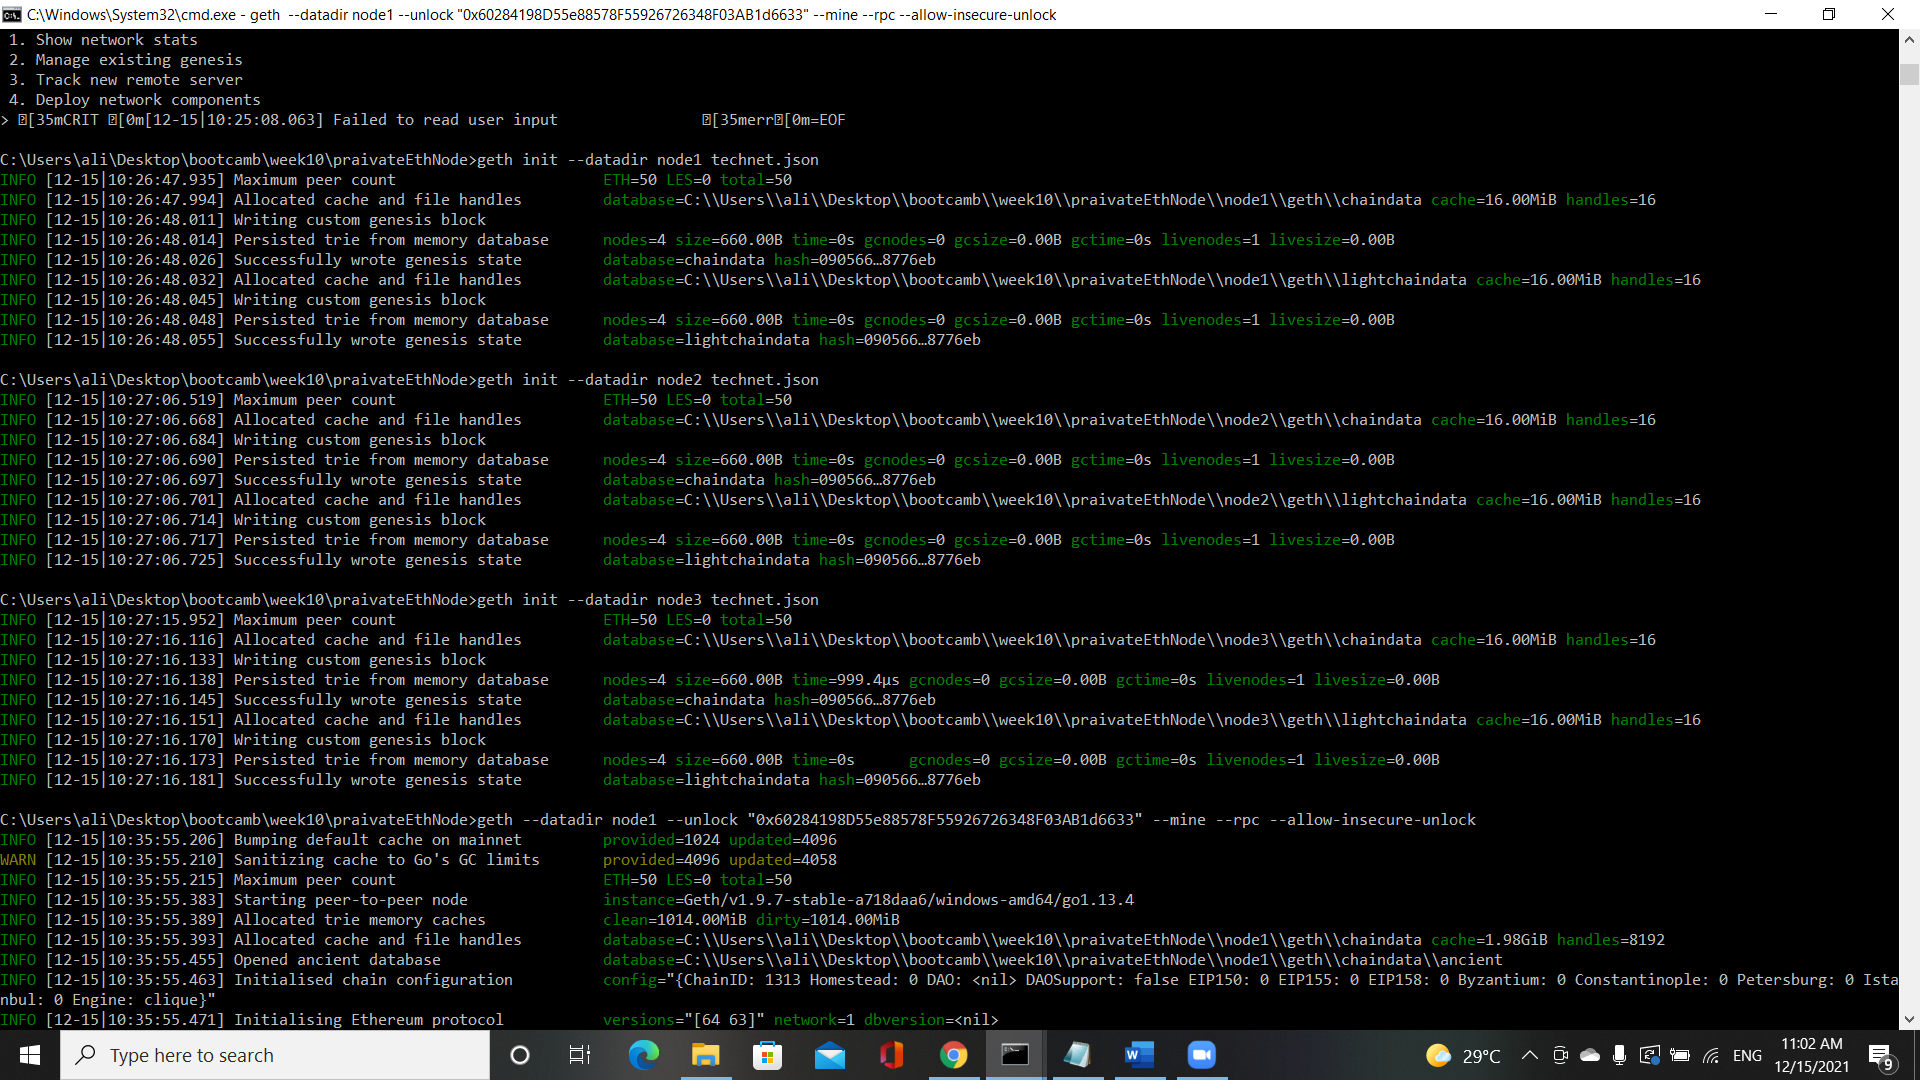 C:\Windows\System32\cmd.exe - geth  --datadir node1 --unlock "0x60284198D55e88578F55926726348F03AB1d6633" --mine --rpc --allow-insecure-unlock
1. Show network stats
2. Manage existing genesis
3. Track new remote server
4. Deploy network components
> [35mCRIT [0m[12-15|10:25:08.063] Failed to read user input                [35merr[0m=EOF
C:\Users\ali\Desktop\bootcamb\week10\praivateEthNode>geth init --datadir node1 technet.json
INFO [12-15|10:26:47.935] Maximum peer count                       ETH=50 LES=0 total=50
INFO [12-15|10:26:47.994] Allocated cache and file handles         database=C:\\Users\\ali\\Desktop\\bootcamb\\week10\\praivateEthNode\\node1\\geth\\chaindata cache=16.00MiB handles=16
INFO [12-15|10:26:48.011] Writing custom genesis block
INFO [12-15|10:26:48.014] Persisted trie from memory database      nodes=4 size=660.00B time=0s gcnodes=0 gcsize=0.00B gctime=0s livenodes=1 livesize=0.00B
INFO [12-15|10:26:48.026] Successfully wrote genesis state         database=chaindata hash=090566…8776eb
INFO [12-15|10:26:48.032] Allocated cache and file handles         database=C:\\Users\\ali\\Desktop\\bootcamb\\week10\\praivateEthNode\\node1\\geth\\lightchaindata cache=16.00MiB handles=16
INFO [12-15|10:26:48.045] Writing custom genesis block
INFO [12-15|10:26:48.048] Persisted trie from memory database      nodes=4 size=660.00B time=0s gcnodes=0 gcsize=0.00B gctime=0s livenodes=1 livesize=0.00B
INFO [12-15|10:26:48.055] Successfully wrote genesis state         database=lightchaindata hash=090566…8776eb
C:\Users\ali\Desktop\bootcamb\week10\praivateEthNode>geth init --datadir node2 technet.json
INFO [12-15|10:27:06.519] Maximum peer count                       ETH=50 LES=0 total=50
INFO [12-15|10:27:06.668] Allocated cache and file handles         database=C:\\Users\\ali\\Desktop\\bootcamb\\week10\\praivateEthNode\\node2\\geth\\chaindata cache=16.00MiB handles=16
INFO [12-15|10:27:06.684] Writing custom genesis block
INFO [12-15|10:27:06.690] Persisted trie from memory database      nodes=4 size=660.00B time=0s gcnodes=0 gcsize=0.00B gctime=0s livenodes=1 livesize=0.00B
INFO [12-15|10:27:06.697] Successfully wrote genesis state         database=chaindata hash=090566…8776eb
INFO [12-15|10:27:06.701] Allocated cache and file handles         database=C:\\Users\\ali\\Desktop\\bootcamb\\week10\\praivateEthNode\\node2\\geth\\lightchaindata cache=16.00MiB handles=16
INFO [12-15|10:27:06.714] Writing custom genesis block
INFO [12-15|10:27:06.717] Persisted trie from memory database      nodes=4 size=660.00B time=0s gcnodes=0 gcsize=0.00B gctime=0s livenodes=1 livesize=0.00B
INFO [12-15|10:27:06.725] Successfully wrote genesis state         database=lightchaindata hash=090566…8776eb
C:\Users\ali\Desktop\bootcamb\week10\praivateEthNode>geth init --datadir node3 technet.json
INFO [12-15|10:27:15.952] Maximum peer count                       ETH=50 LES=0 total=50
INFO [12-15|10:27:16.116] Allocated cache and file handles         database=C:\\Users\\ali\\Desktop\\bootcamb\\week10\\praivateEthNode\\node3\\geth\\chaindata cache=16.00MiB handles=16
INFO [12-15|10:27:16.133] Writing custom genesis block
INFO [12-15|10:27:16.138] Persisted trie from memory database      nodes=4 size=660.00B time=999.4µs gcnodes=0 gcsize=0.00B gctime=0s livenodes=1 livesize=0.00B
INFO [12-15|10:27:16.145] Successfully wrote genesis state         database=chaindata hash=090566…8776eb
INFO [12-15|10:27:16.151] Allocated cache and file handles         database=C:\\Users\\ali\\Desktop\\bootcamb\\week10\\praivateEthNode\\node3\\geth\\lightchaindata cache=16.00MiB handles=16
INFO [12-15|10:27:16.170] Writing custom genesis block
INFO [12-15|10:27:16.173] Persisted trie from memory database      nodes=4 size=660.00B time=0s      gcnodes=0 gcsize=0.00B gctime=0s livenodes=1 livesize=0.00B
INFO [12-15|10:27:16.181] Successfully wrote genesis state         database=lightchaindata hash=090566…8776eb
C:\Users\ali\Desktop\bootcamb\week10\praivateEthNode>geth --datadir node1 --unlock "0x60284198D55e88578F55926726348F03AB1d6633" --mine --rpc --allow-insecure-unlock
INFO [12-15|10:35:55.206] Bumping default cache on mainnet         provided=1024 updated=4096
WARN [12-15|10:35:55.210] Sanitizing cache to Go's GC limits       provided=4096 updated=4058
INFO [12-15|10:35:55.215] Maximum peer count                       ETH=50 LES=0 total=50
INFO [12-15|10:35:55.383] Starting peer-to-peer node               instance=Geth/v1.9.7-stable-a718daa6/windows-amd64/go1.13.4
INFO [12-15|10:35:55.389] Allocated trie memory caches             clean=1014.00MiB dirty=1014.00MiB
INFO [12-15|10:35:55.393] Allocated cache and file handles         database=C:\\Users\\ali\\Desktop\\bootcamb\\week10\\praivateEthNode\\node1\\geth\\chaindata cache=1.98GiB handles=8192
INFO [12-15|10:35:55.455] Opened ancient database                  database=C:\\Users\\ali\\Desktop\\bootcamb\\week10\\praivateEthNode\\node1\\geth\\chaindata\\ancient
INFO [12-15|10:35:55.463] Initialised chain configuration          config="{ChainID: 1313 Homestead: 0 DAO: <nil> DAOSupport: false EIP150: 0 EIP155: 0 EIP158: 0 Byzantium: 0 Constantinople: 0 Petersburg: 0 Ista
nbul: 0 Engine: clique}"
INFO [12-15|10:35:55.471] Initialising Ethereum protocol           versions="[64 63]" network=1 dbversion=<nil>
Type here to search
29°C
ENG
11:02 AM
12/15/2021
9